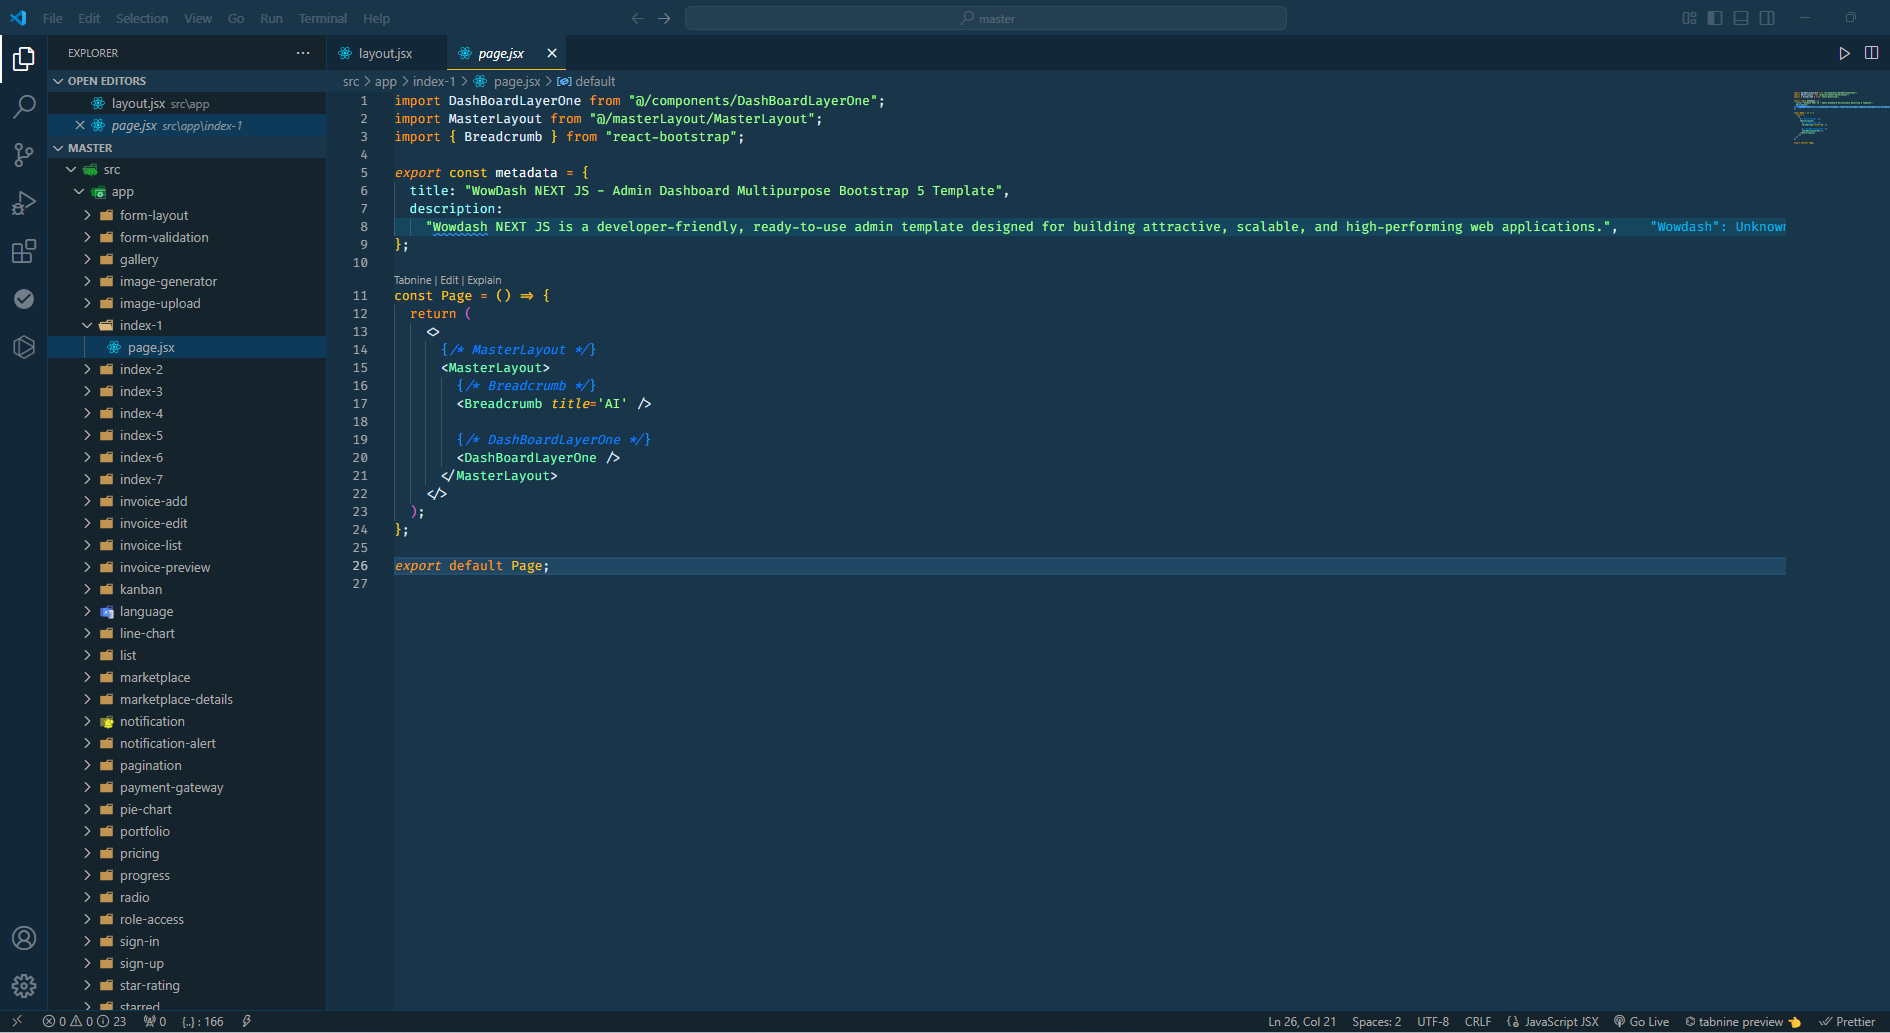 File Edit Selection View Go Run Terminal Help
master
EXPLORER
layout.jsx
page.jsx
OPEN EDITORS
layout.jsx src\app
page.jsx src\app\index-1
MASTER
src
app
form-layout
form-validation
gallery
image-generator
image-upload
index-1
page.jsx
index-2
index-3
index-4
index-5
index-6
index-7
invoice-add
invoice-edit
invoice-list
invoice-preview
kanban
language
line-chart
list
marketplace
marketplace-details
notification
notification-alert
pagination
payment-gateway
pie-chart
portfolio
pricing
progress
radio
role-access
sign-in
sign-up
star-rating
starred
src > app > index-1 > page.jsx > default
1 import DashBoardLayerOne from "@/components/DashBoardLayerOne";
2 import MasterLayout from "@/masterLayout/MasterLayout";
3 import { Breadcrumb } from "react-bootstrap";
4
5 export const metadata = {
6 title: "WowDash NEXT JS - Admin Dashboard Multipurpose Bootstrap 5 Template",
7 description:
8 "Wowdash NEXT JS is a developer-friendly, ready-to-use admin template designed for building attractive, scalable, and high-performing web applications.", "Wowdash": Unknown
9 };
10
Tabnine | Edit | Explain
11 const Page = () => {
12 return (
13 <>
14 {/* MasterLayout */}
15 <MasterLayout>
16 {/* Breadcrumb */}
17 <Breadcrumb title='AI' />
18
19 {/* DashBoardLayerOne */}
20 <DashBoardLayerOne />
21 </MasterLayout>
22 </>
23 );
24 };
25
26 export default Page;
27
0 0 23 0 {..} : 166
Ln 26, Col 21 Spaces: 2 UTF-8 CRLF JavaScript JSX Go Live tabnine preview Prettier